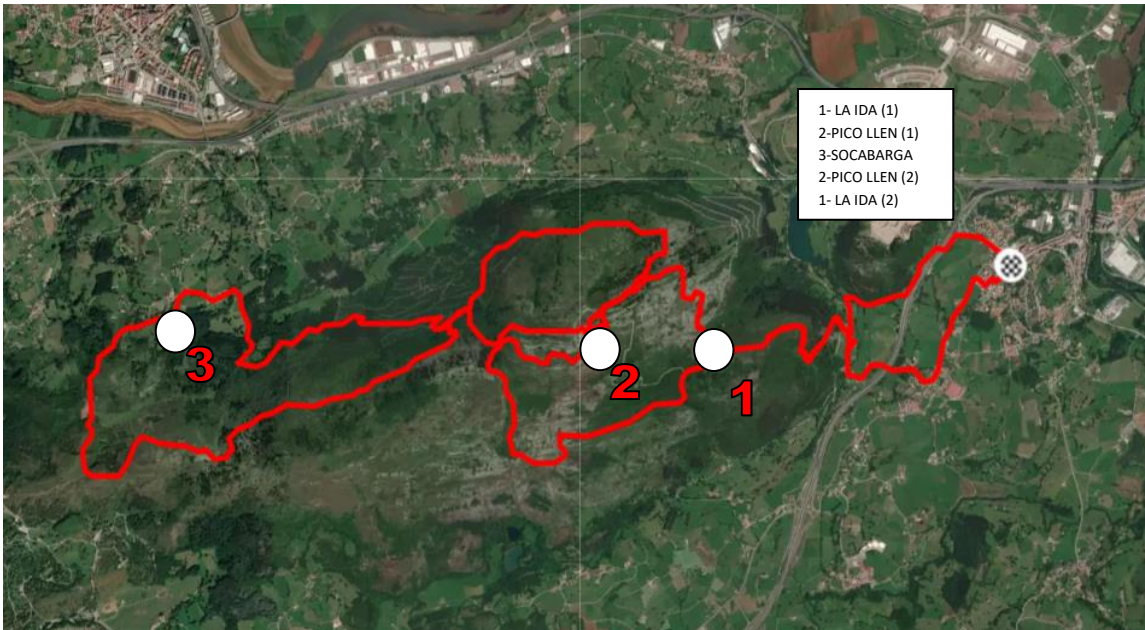 1- LA IDA (1)
2-PICO LLEN (1)
3-SOCABARGA
2-PICO LLEN (2)
1- LA IDA (2)
3
2
1